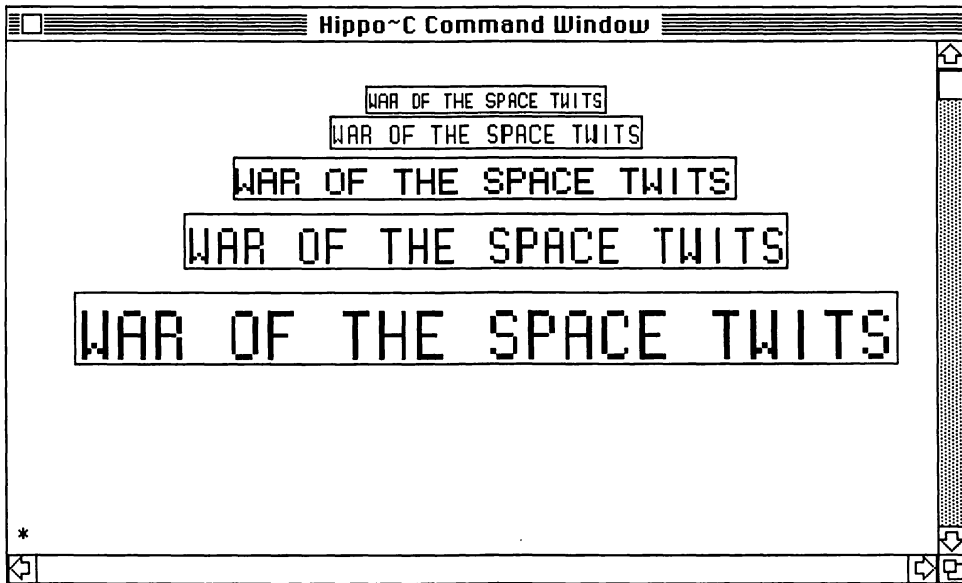 Hippo~C Command Window
WAR OF THE SPACE TWITS
WAR OF THE SPACE TWITS
WAR OF THE SPACE TWITS
WAR OF THE SPACE TWITS
WAR OF THE SPACE TWITS
*